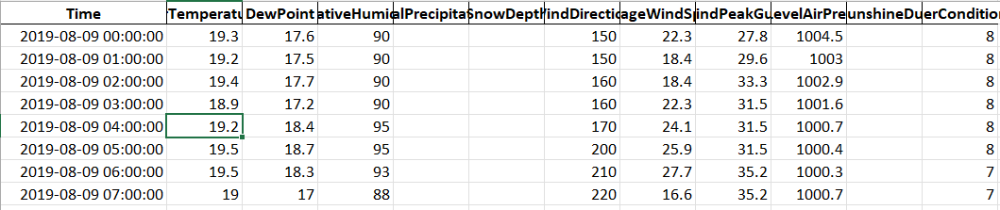 Time Temperatu DewPoint ativeHumic alPrecipita SnowDepth indDirectio ageWindSp indPeakGu LevelAirPre unshineDu erCondition
2019-08-09 00:00:00 19.3 17.6 90 150 22.3 27.8 1004.5 8
2019-08-09 01:00:00 19.2 17.5 90 150 18.4 29.6 1003 8
2019-08-09 02:00:00 19.4 17.7 90 160 18.4 33.3 1002.9 8
2019-08-09 03:00:00 18.9 17.2 90 160 22.3 31.5 1001.6 8
2019-08-09 04:00:00 19.2 18.4 95 170 24.1 31.5 1000.7 8
2019-08-09 05:00:00 19.5 18.7 95 200 25.9 31.5 1000.4 8
2019-08-09 06:00:00 19.5 18.3 93 210 27.7 35.2 1000.3 7
2019-08-09 07:00:00 19 17 88 220 16.6 35.2 1000.7 7